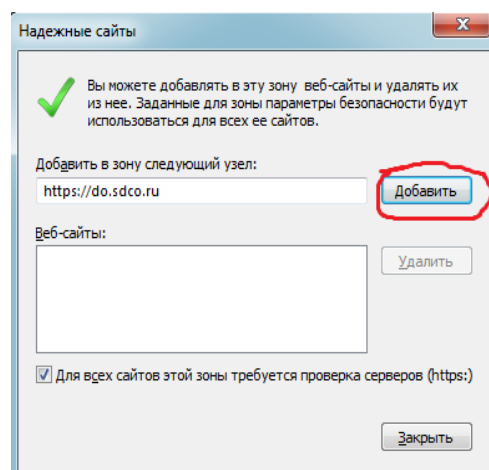 Надежные сайты
Вы можете добавлять в эту зону веб-сайты и удалять их
из нее. Заданные для зоны параметры безопасности будут
использоваться для всех ее сайтов.
Добавить в зону следующий узел:
https://do.sdco.ru
Добавить
Веб-сайты:
Удалить
Для всех сайтов этой зоны требуется проверка серверов (https:)
Закрыть